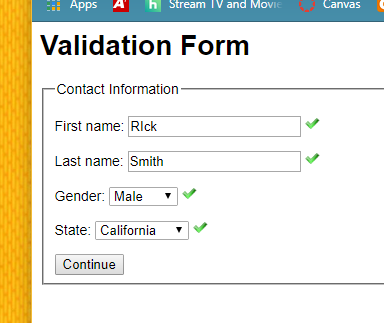 Apps A Stream TV and Movie Canvas
Validation Form
Contact Information
First name: RIck
Last name: Smith
Gender: Male
State: California
Continue